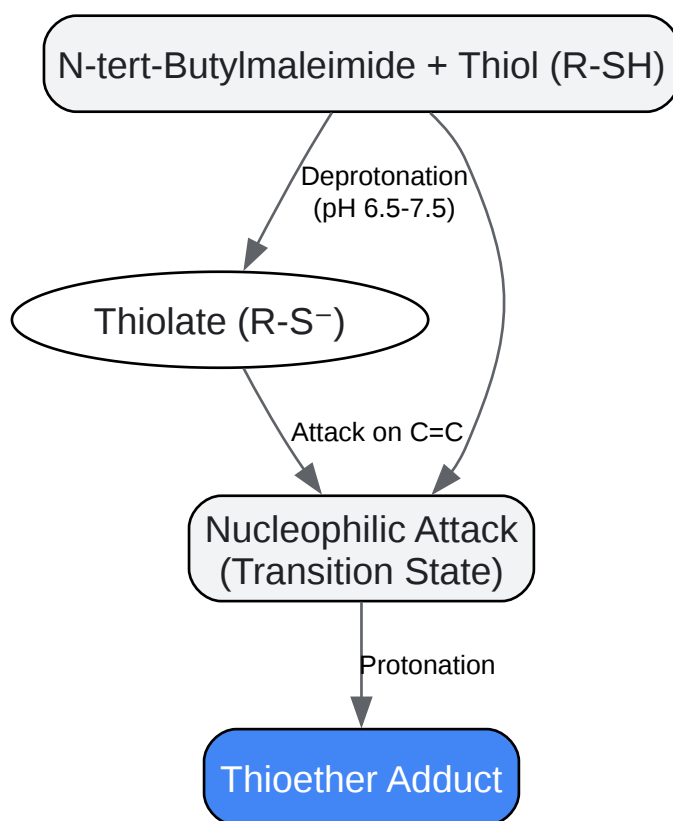 N-tert-Butylmaleimide + Thiol (R-SH)
Deprotonation
(pH 6.5-7.5)
Thiolate (R-S⁻)
Attack on C=C
Nucleophilic Attack
(Transition State)
Protonation
Thioether Adduct